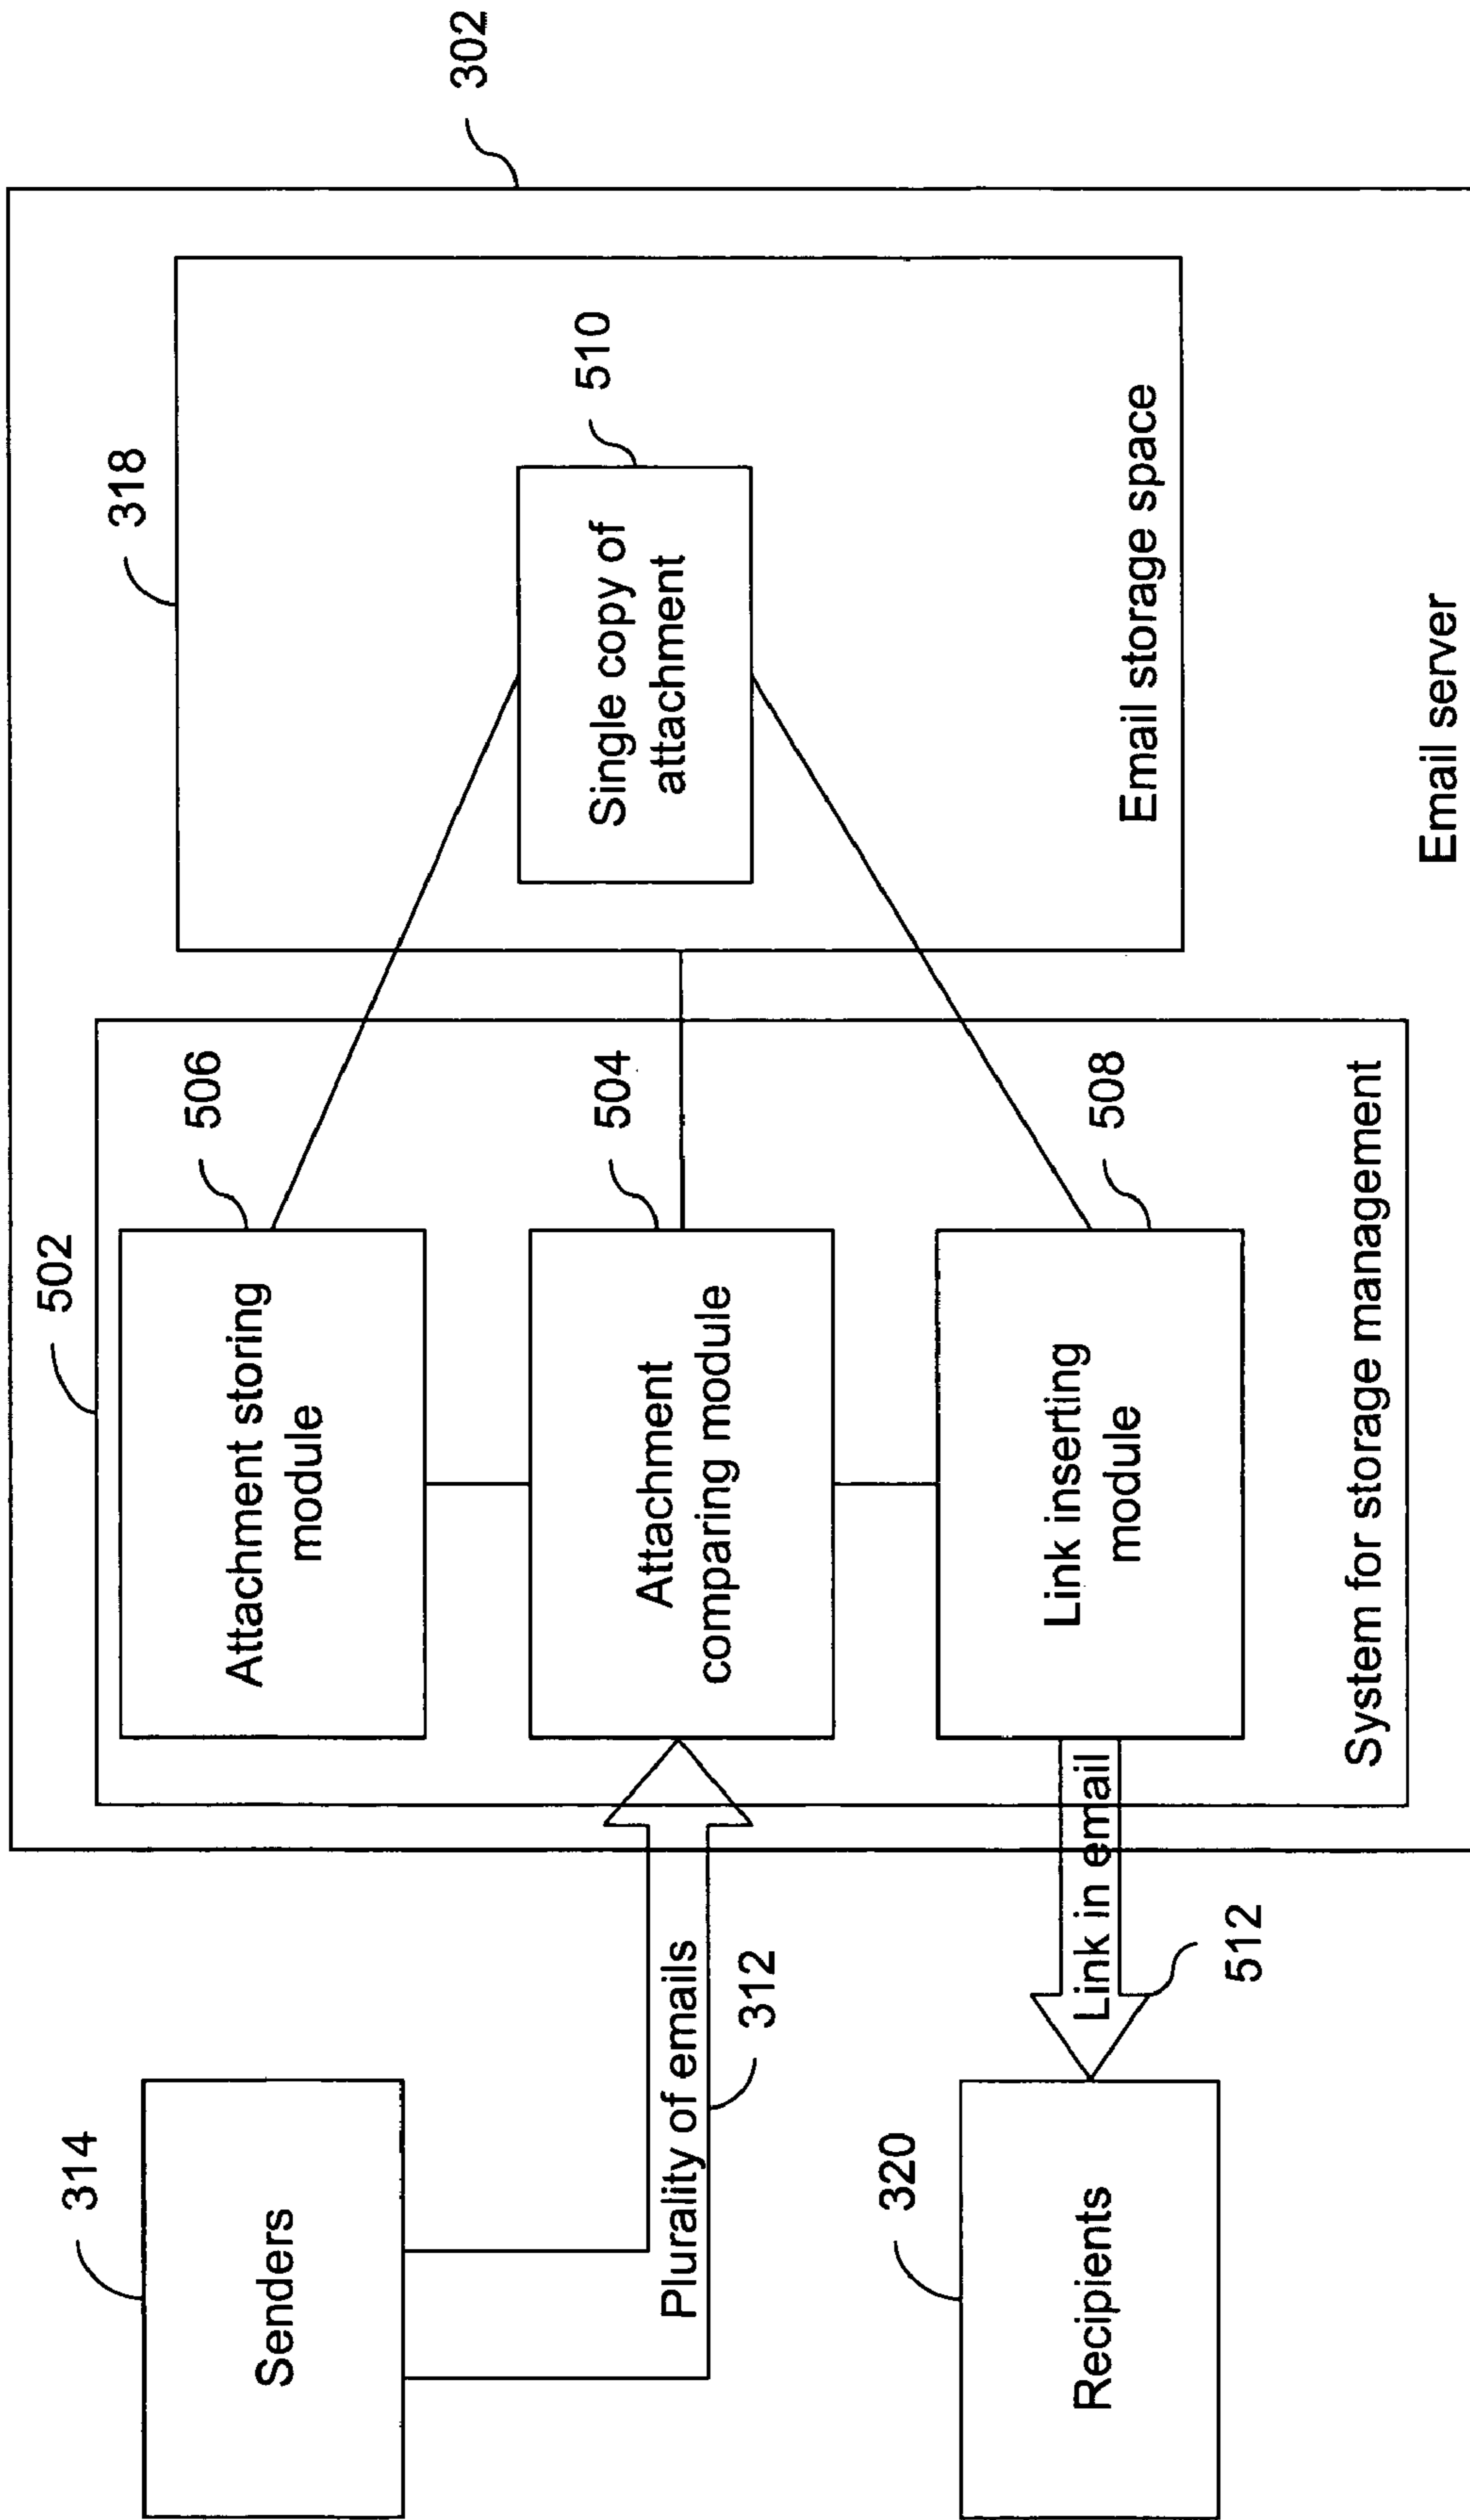 314
Senders
Plurality of emails
312
320
Recipients
Link in email
512
502
Attachment storing
module
506
Attachment
comparing module
504
Link inserting
module
508
System for storage management
318
Single copy of
attachment
510
Email storage space
302
Email server